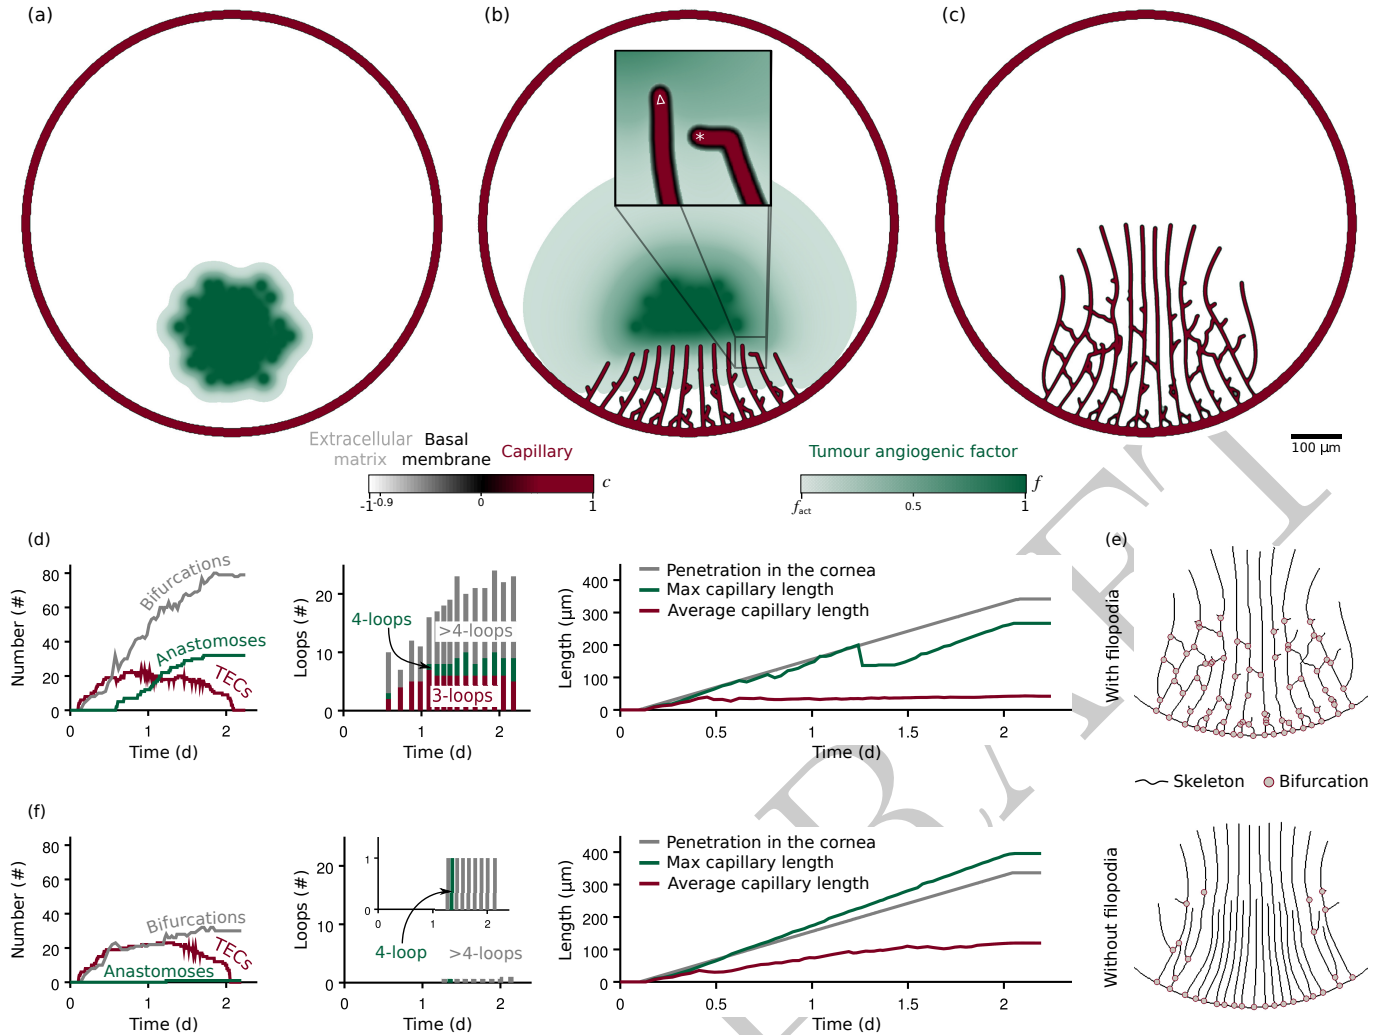 (a)
(b)
(c)
Δ
*
Extracellular matrix
Basal membrane
Capillary
-1
-0.9
0
1
c
Tumour angiogenic factor
f_act
0.5
1
f
100 μm
(d)
Number (#)
80
60
40
20
0
Bifurcations
Anastomoses
TECs
0
1
2
Time (d)
Loops (#)
20
10
0
4-loops
>4-loops
3-loops
0
1
2
Time (d)
Length (μm)
400
300
200
100
0
Penetration in the cornea
Max capillary length
Average capillary length
0
0.5
1
1.5
2
Time (d)
(e)
With filopodia
Skeleton
Bifurcation
Without filopodia
(f)
Number (#)
80
60
40
20
0
Bifurcations
TECs
Anastomoses
0
1
2
Time (d)
Loops (#)
20
10
0
1
0
0
1
2
4-loop
>4-loops
0
1
2
Time (d)
Length (μm)
400
300
200
100
0
Penetration in the cornea
Max capillary length
Average capillary length
0
0.5
1
1.5
2
Time (d)
DRAFT